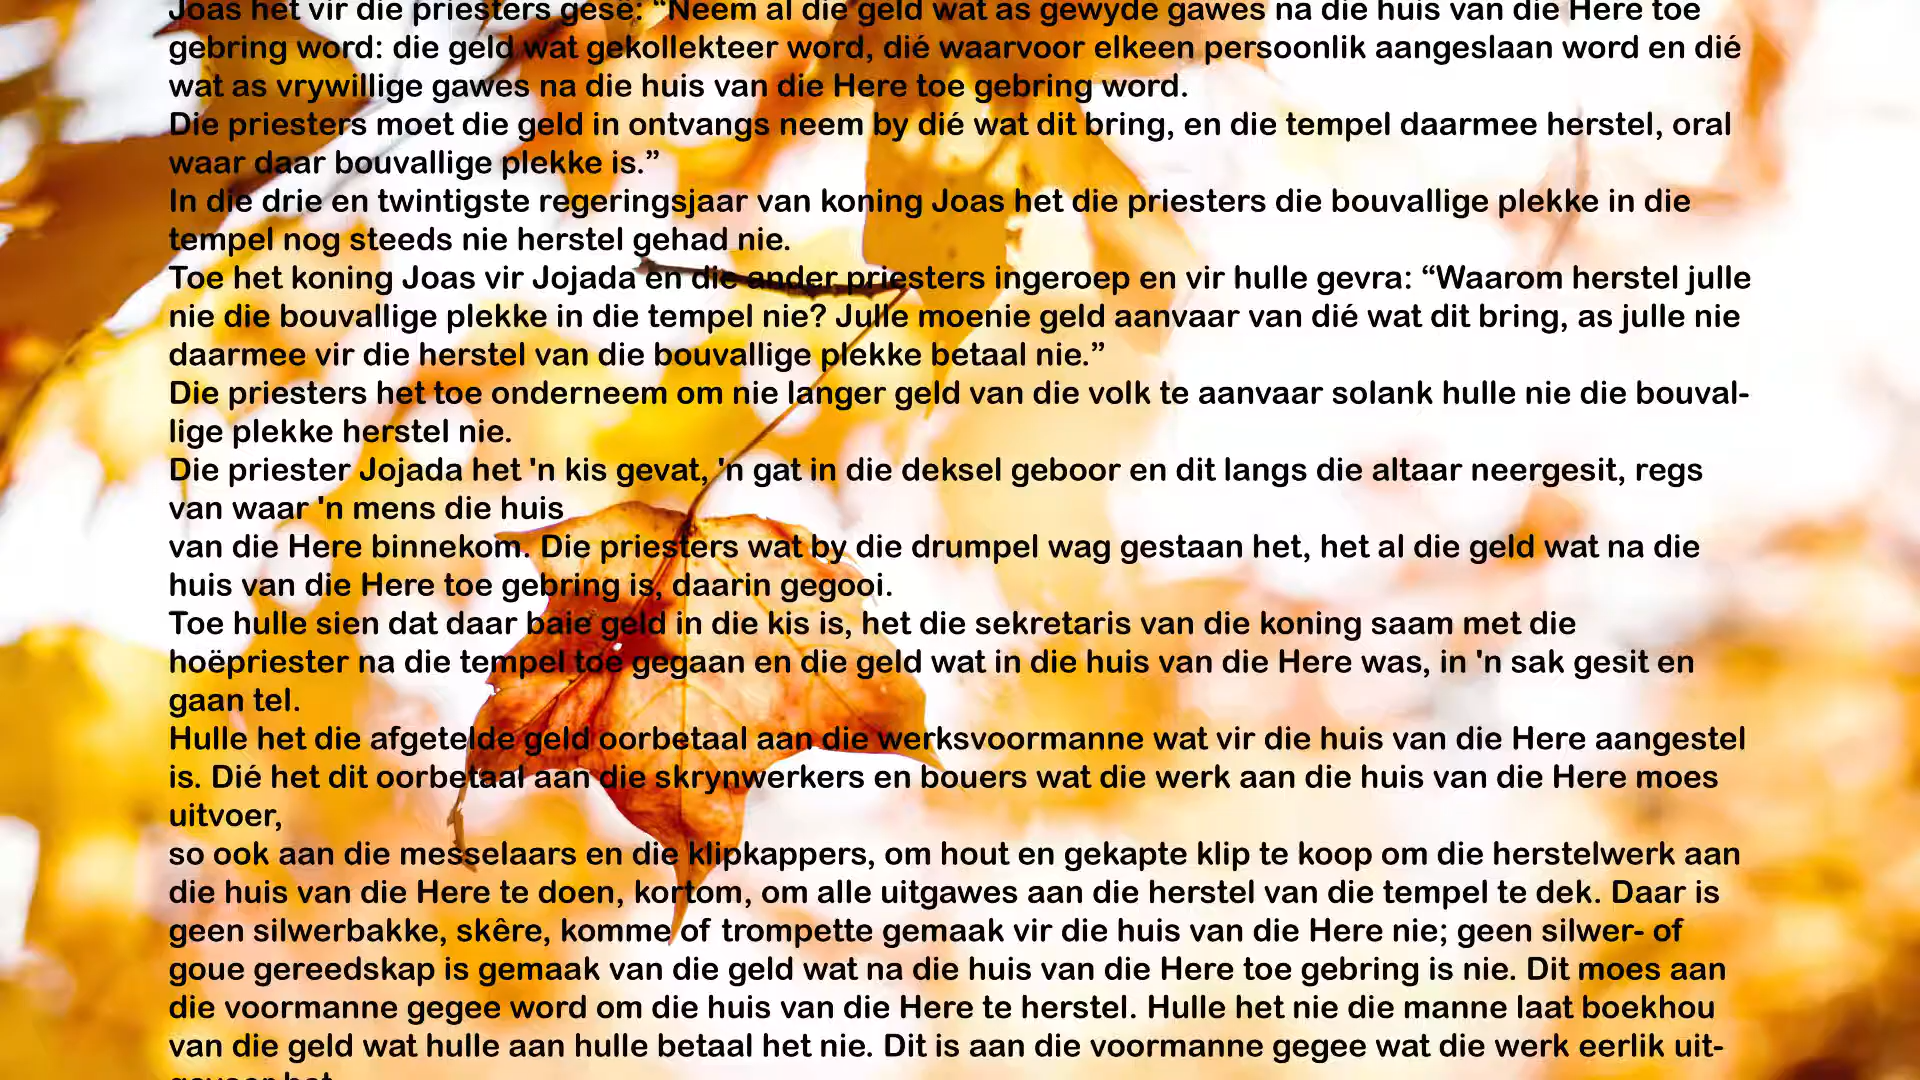 Joas het vir die priesters gesê: “Neem al die geld wat as gewyde gawes na die huis van die Here toe
gebring word: die geld wat gekollekteer word, dié waarvoor elkeen persoonlik aangeslaan word en dié
wat as vrywillige gawes na die huis van die Here toe gebring word.
Die priesters moet die geld in ontvangs neem by dié wat dit bring, en die tempel daarmee herstel, oral
waar daar bouvallige plekke is.”
In die drie en twintigste regeringsjaar van koning Joas het die priesters die bouvallige plekke in die
tempel nog steeds nie herstel gehad nie.
Toe het koning Joas vir Jojada en die ander priesters ingeroep en vir hulle gevra: “Waarom herstel julle
nie die bouvallige plekke in die tempel nie? Julle moenie geld aanvaar van dié wat dit bring, as julle nie
daarmee vir die herstel van die bouvallige plekke betaal nie.”
Die priesters het toe onderneem om nie langer geld van die volk te aanvaar solank hulle nie die bouval-
lige plekke herstel nie.
Die priester Jojada het 'n kis gevat, 'n gat in die deksel geboor en dit langs die altaar neergesit, regs
van waar 'n mens die huis
van die Here binnekom. Die priesters wat by die drumpel wag gestaan het, het al die geld wat na die
huis van die Here toe gebring is, daarin gegooi.
Toe hulle sien dat daar baie geld in die kis is, het die sekretaris van die koning saam met die
hoëpriester na die tempel toe gegaan en die geld wat in die huis van die Here was, in 'n sak gesit en
gaan tel.
Hulle het die afgetelde geld oorbetaal aan die werksvoormanne wat vir die huis van die Here aangestel
is. Dié het dit oorbetaal aan die skrynwerkers en bouers wat die werk aan die huis van die Here moes
uitvoer,
so ook aan die messelaars en die klipkappers, om hout en gekapte klip te koop om die herstelwerk aan
die huis van die Here te doen, kortom, om alle uitgawes aan die herstel van die tempel te dek. Daar is
geen silwerbakke, skêre, komme of trompette gemaak vir die huis van die Here nie; geen silwer- of
goue gereedskap is gemaak van die geld wat na die huis van die Here toe gebring is nie. Dit moes aan
die voormanne gegee word om die huis van die Here te herstel. Hulle het nie die manne laat boekhou
van die geld wat hulle aan hulle betaal het nie. Dit is aan die voormanne gegee wat die werk eerlik uit-